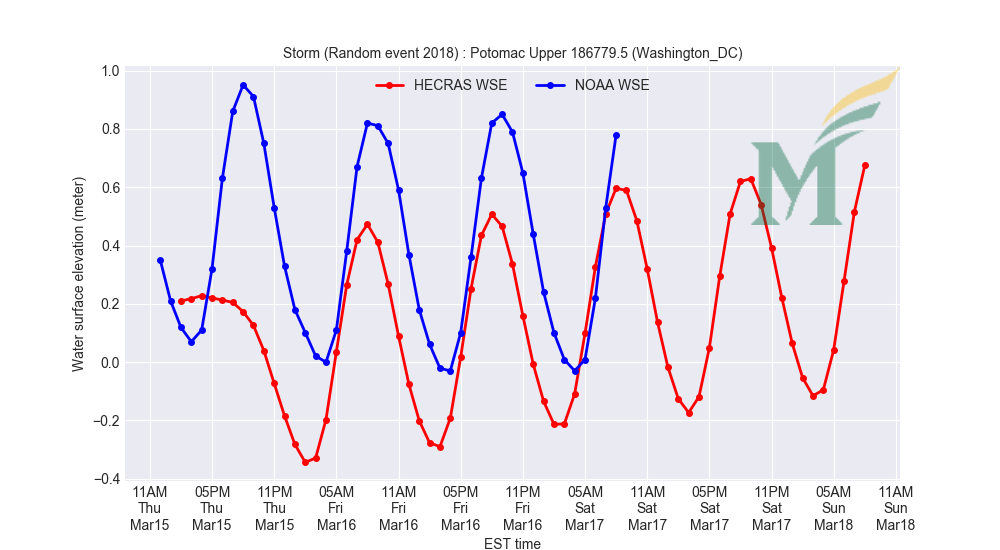 Storm (Random event 2018) : Potomac Upper 186779.5 (Washington_DC)
HECRAS WSE NOAA WSE
M
Water surface elevation (meter)
1.0
0.8
0.6
0.4
0.2
0.0
−0.2
−0.4
11AM 05PM 11PM 05AM 11AM 05PM 11PM 05AM 11AM 05PM 11PM 05AM 11AM
Thu Thu Thu Fri Fri Fri Fri Sat Sat Sat Sat Sun Sun
Mar15 Mar15 Mar15 Mar16 Mar16 Mar16 Mar16 Mar17 Mar17 Mar17 Mar17 Mar18 Mar18
EST time